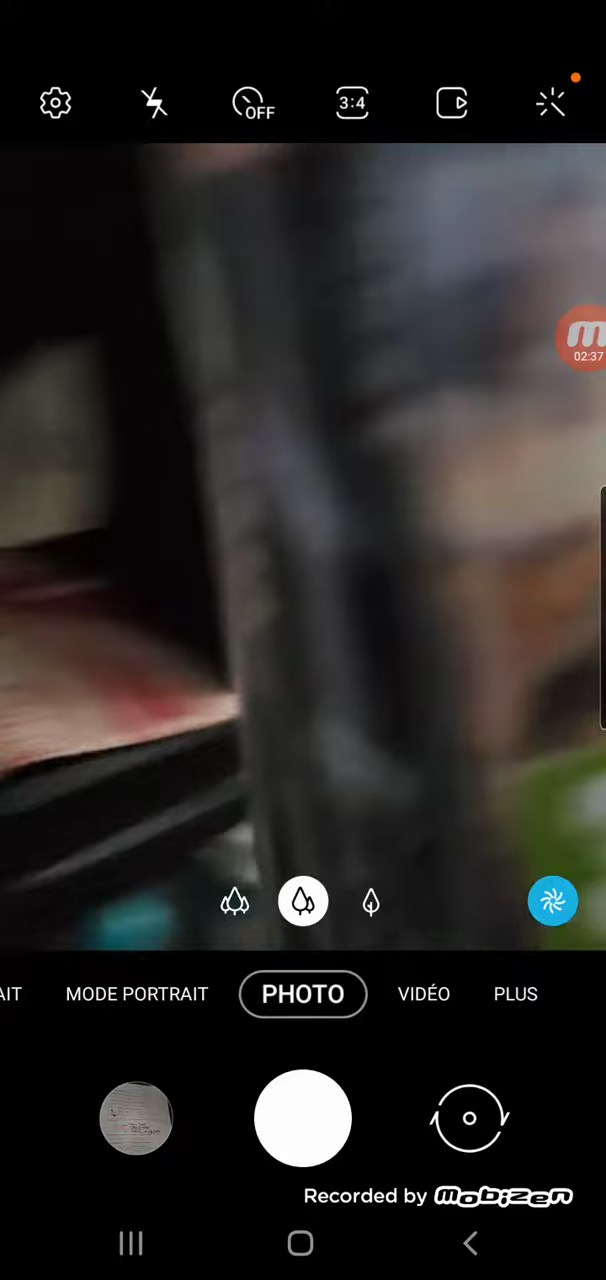 OFF
3:4
02:37
AIT MODE PORTRAIT PHOTO VIDÉO PLUS
Recorded by mobizen